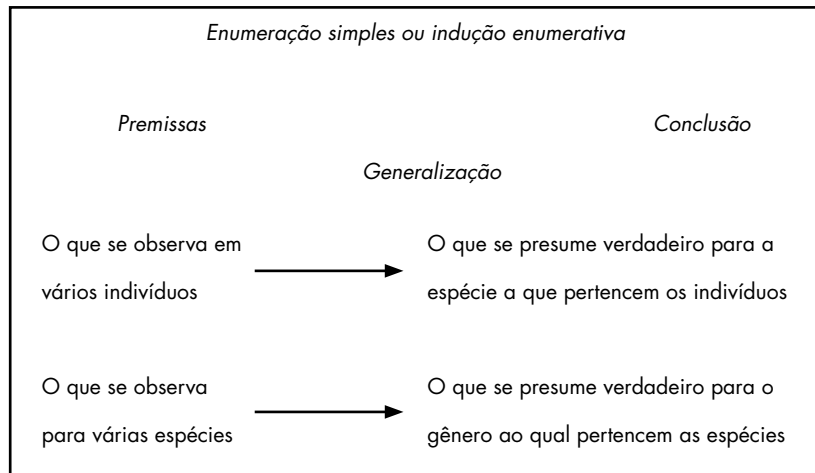 Enumeração simples ou indução enumerativa
Premissas
Conclusão
Generalização
O que se observa em
vários indivíduos
O que se presume verdadeiro para a
espécie a que pertencem os indivíduos
O que se observa
para várias espécies
O que se presume verdadeiro para o
gênero ao qual pertencem as espécies